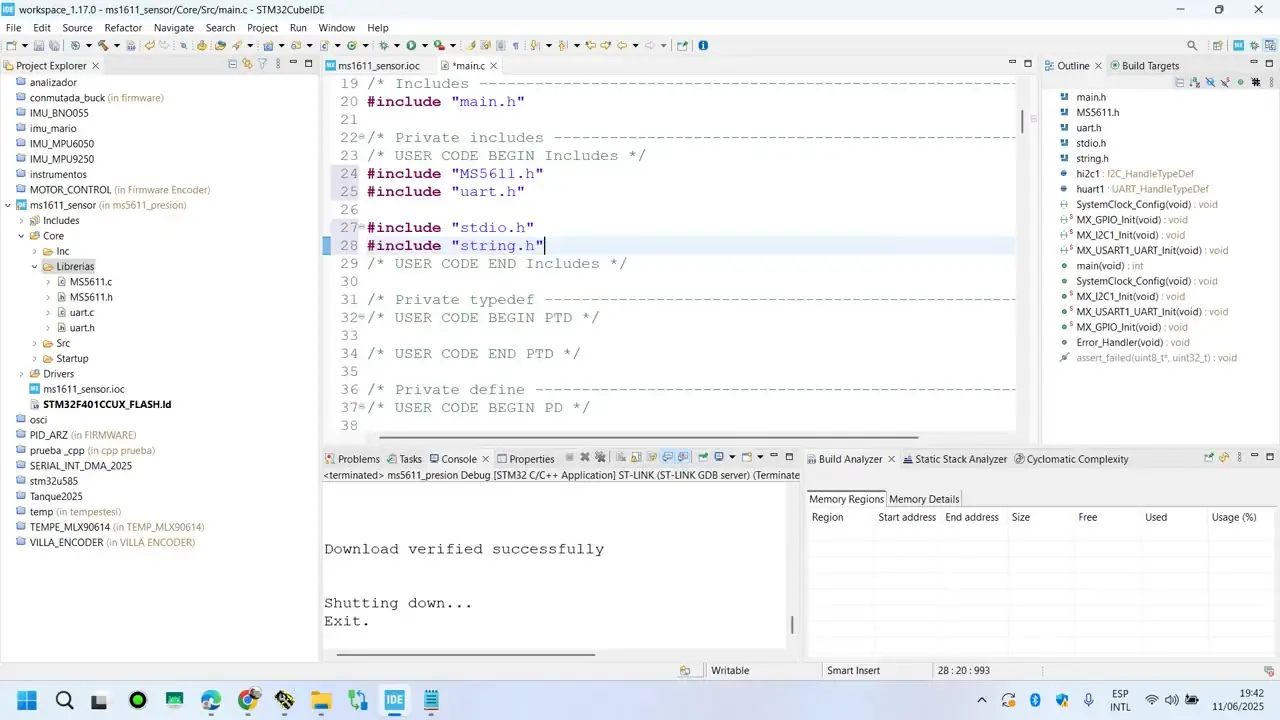 workspace_1.17.0 - ms1611_sensor/Core/Src/main.c - STM32CubeIDE
File Edit Source Refactor Navigate Search Project Run Window Help
Project Explorer
analizador
conmutada_buck (in firmware)
IMU_BNO055
imu_mario
IMU_MPU6050
IMU_MPU9250
instrumentos
MOTOR_CONTROL (in Firmware Encoder)
ms1611_sensor (in ms5611_presion)
Includes
Core
Inc
Librerias
MS5611.c
MS5611.h
uart.c
uart.h
Src
Startup
Drivers
ms1611_sensor.ioc
STM32F401CCUX_FLASH.ld
osci
PID_ARZ (in FIRMWARE)
prueba _cpp (in cpp prueba)
SERIAL_INT_DMA_2025
stm32u585
Tanque2025
temp (in tempestesi)
TEMPE_MLX90614 (in TEMP_MLX90614)
VILLA_ENCODER (in VILLA ENCODER)
ms1611_sensor.ioc *main.c
19 /* Includes ------------------------------------------------------------------
20 #include "main.h"
21
22 /* Private includes ----------------------------------------------------------
23 /* USER CODE BEGIN Includes */
24 #include "MS5611.h"
25 #include "uart.h"
26
27 #include "stdio.h"
28 #include "string.h"
29 /* USER CODE END Includes */
30
31 /* Private typedef -----------------------------------------------------------
32 /* USER CODE BEGIN PTD */
33
34 /* USER CODE END PTD */
35
36 /* Private define ------------------------------------------------------------
37 /* USER CODE BEGIN PD */
38
Outline Build Targets
main.h
MS5611.h
uart.h
stdio.h
string.h
hi2c1 : I2C_HandleTypeDef
huart1 : UART_HandleTypeDef
SystemClock_Config(void) : void
MX_GPIO_Init(void) : void
MX_I2C1_Init(void) : void
MX_USART1_UART_Init(void) : void
main(void) : int
SystemClock_Config(void) : void
MX_I2C1_Init(void) : void
MX_USART1_UART_Init(void) : void
MX_GPIO_Init(void) : void
Error_Handler(void) : void
assert_failed(uint8_t*, uint32_t) : void
Problems Tasks Console Properties
<terminated> ms5611_presion Debug [STM32 C/C++ Application] ST-LINK (ST-LINK GDB server) (Terminate
Download verified successfully
Shutting down...
Exit.
Build Analyzer Static Stack Analyzer Cyclomatic Complexity
Memory Regions Memory Details
Region Start address End address Size Free Used Usage (%)
Writable Smart Insert 28 : 20 : 993
IDE
ESP
INTL
19:42
11/06/2025